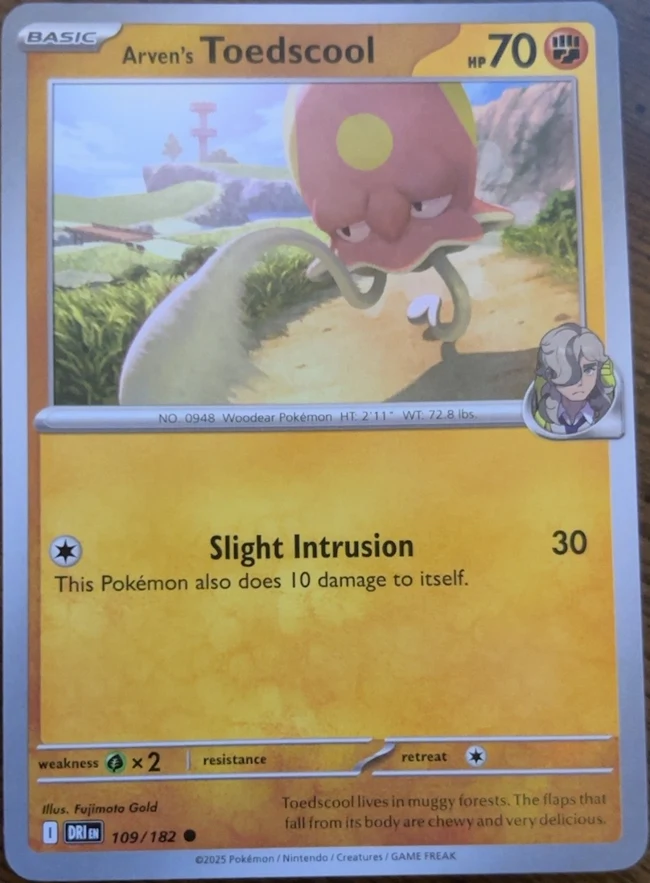 BASIC Arven's Toedscool HP 70
NO. 0948 Woodear Pokémon HT: 2'11" WT: 72.8 lbs.
Slight Intrusion 30
This Pokémon also does 10 damage to itself.
weakness ×2 resistance retreat
Illus. Fujimoto Gold
Toedscool lives in muggy forests. The flaps that
fall from its body are chewy and very delicious.
I DRI EN 109/182
©2025 Pokémon / Nintendo / Creatures / GAME FREAK